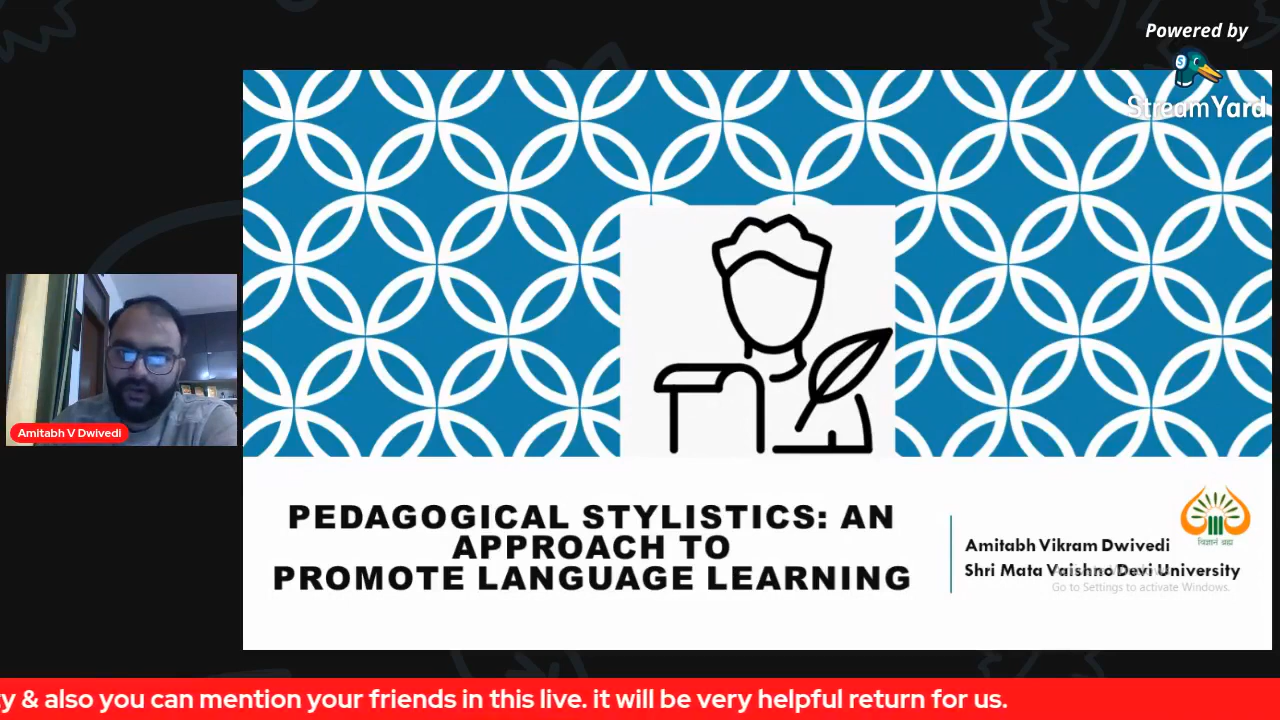 Powered by
StreamYard
Amitabh V Dwivedi
PEDAGOGICAL STYLISTICS: AN
APPROACH TO
PROMOTE LANGUAGE LEARNING
Amitabh Vikram Dwivedi
Shri Mata Vaishno Devi University
Go to Settings to activate Windows.
विज्ञानं ब्रह्म
y & also you can mention your friends in this live. it will be very helpful return for us.